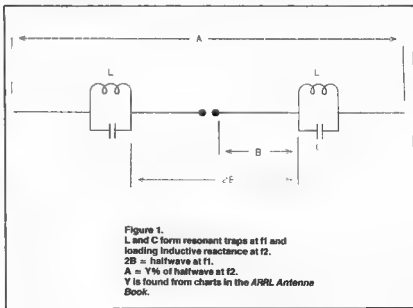 A
L
L
B
2B
Figure 1.
L and C form resonant traps at f1 and
loading inductive reactance at f2.
2B = halfwave at f1.
A = Y% of halfwave at f2.
Y is found from charts in the ARRL Antenna
Book.